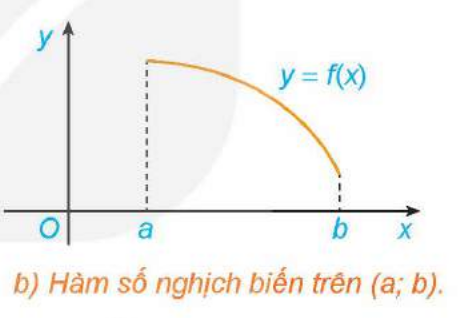 y
y = f(x)
O a b x
b) Hàm số nghịch biến trên (a; b).